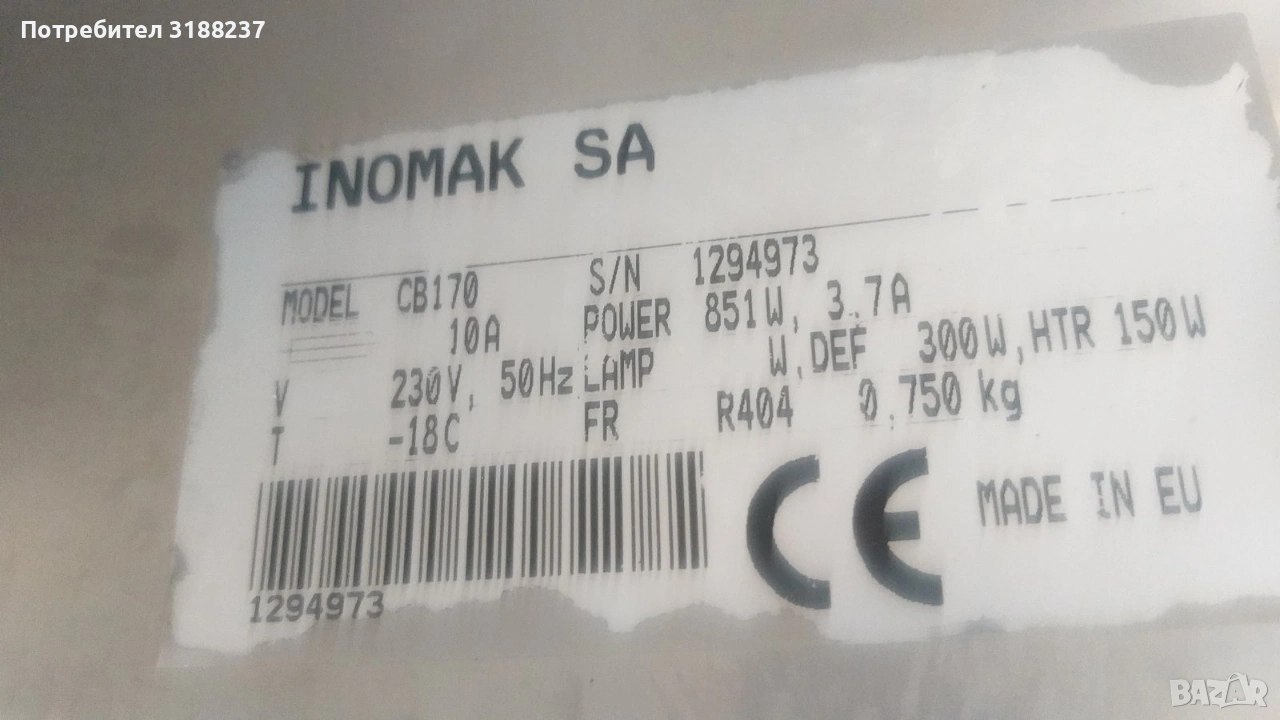 Потребител 3188237
INOMAK SA
MODEL CB170 S/N 1294973
10A POWER 851W, 3.7A
V 230V, 50Hz LAMP W, DEF 300W, HTR 150W
T -18C FR R404 0,750 kg
1294973
CE
MADE IN EU
BAZAR